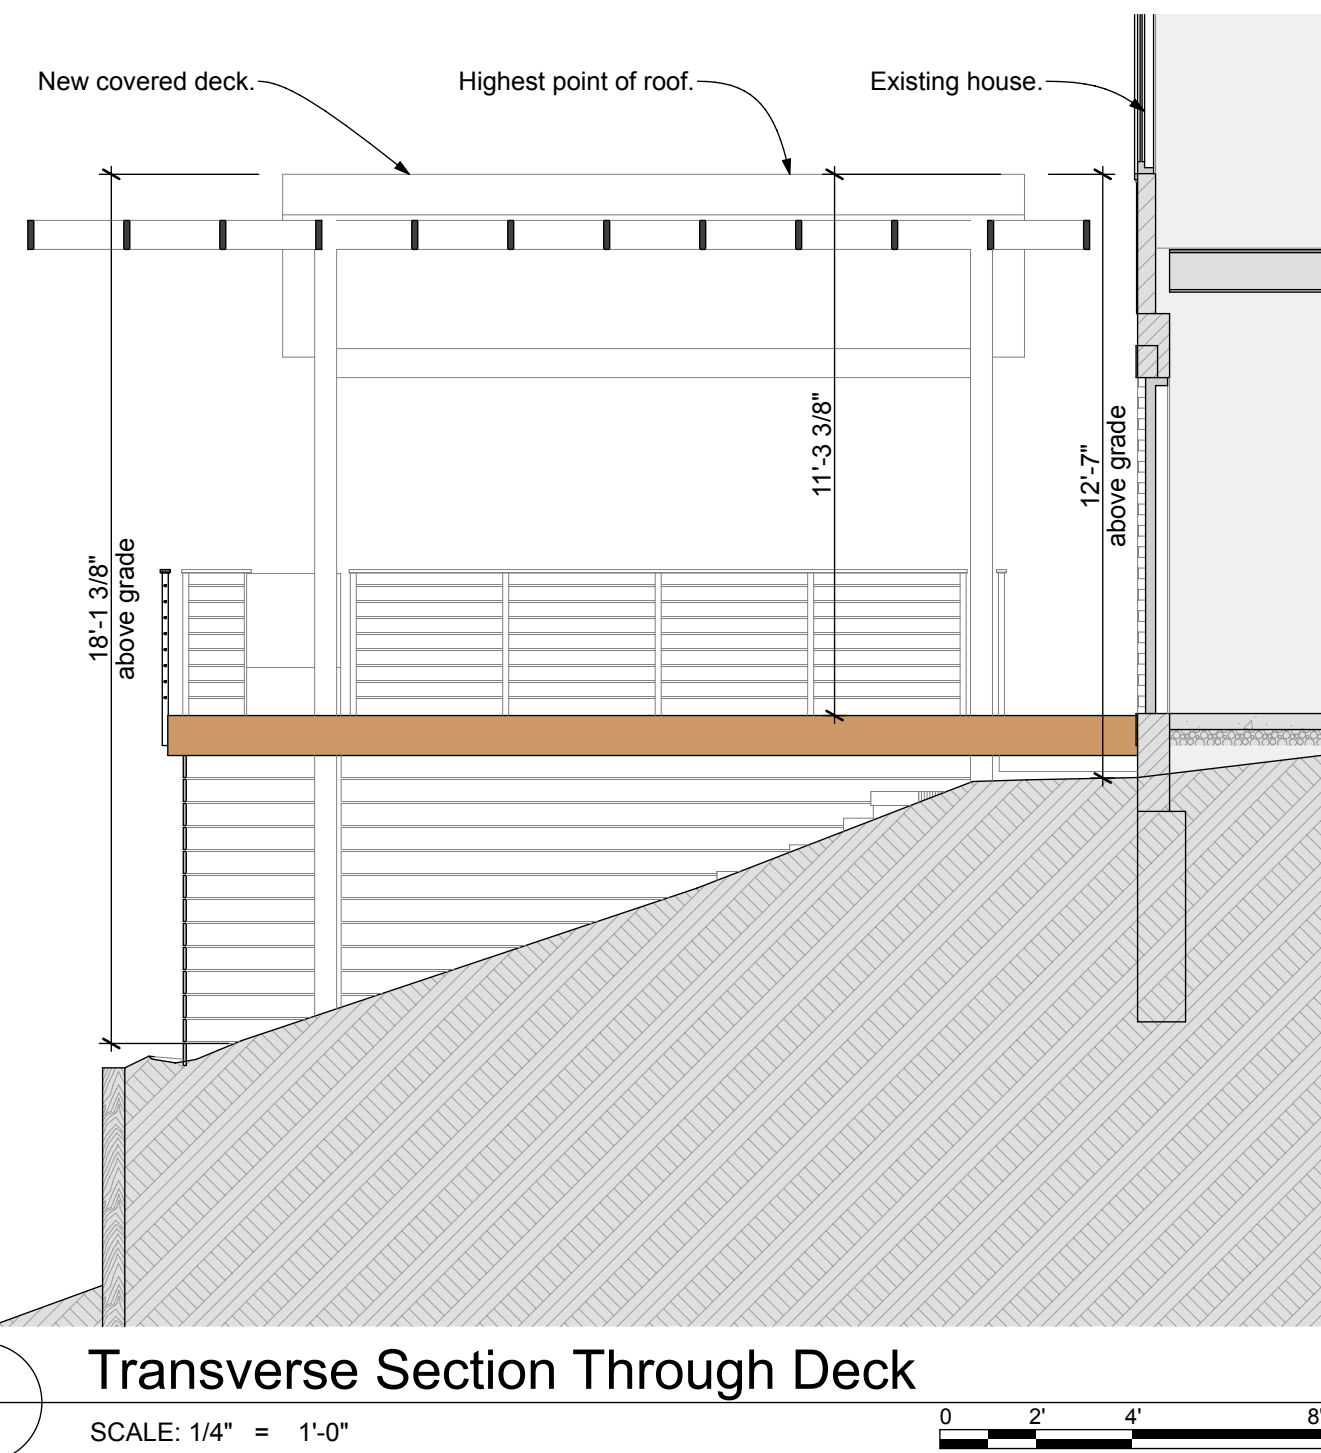 New covered deck.
Highest point of roof.
Existing house.
11'-3 3/8"
12'-7"
above grade
18'-1 3/8"
above grade
Transverse Section Through Deck
SCALE: 1/4" = 1'-0"
0 2' 4' 8'